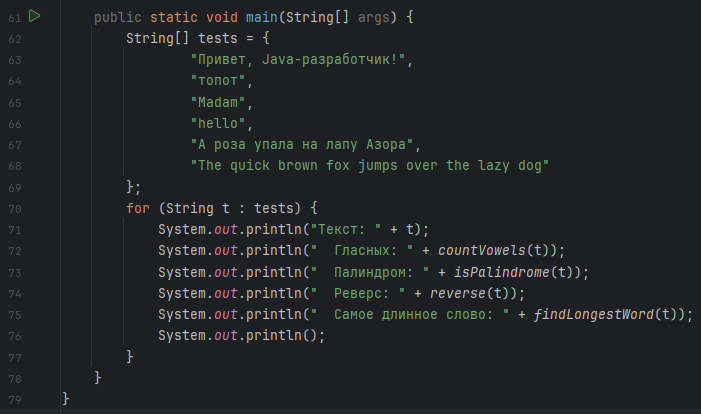 61 public static void main(String[] args) {
62 String[] tests = {
63 "Привет, Java-разработчик!",
64 "топот",
65 "Madam",
66 "hello",
67 "А роза упала на лапу Азора",
68 "The quick brown fox jumps over the lazy dog"
69 };
70 for (String t : tests) {
71 System.out.println("Текст: " + t);
72 System.out.println("  Гласных: " + countVowels(t));
73 System.out.println("  Палиндром: " + isPalindrome(t));
74 System.out.println("  Реверс: " + reverse(t));
75 System.out.println("  Самое длинное слово: " + findLongestWord(t));
76 System.out.println();
77 }
78 }
79 }